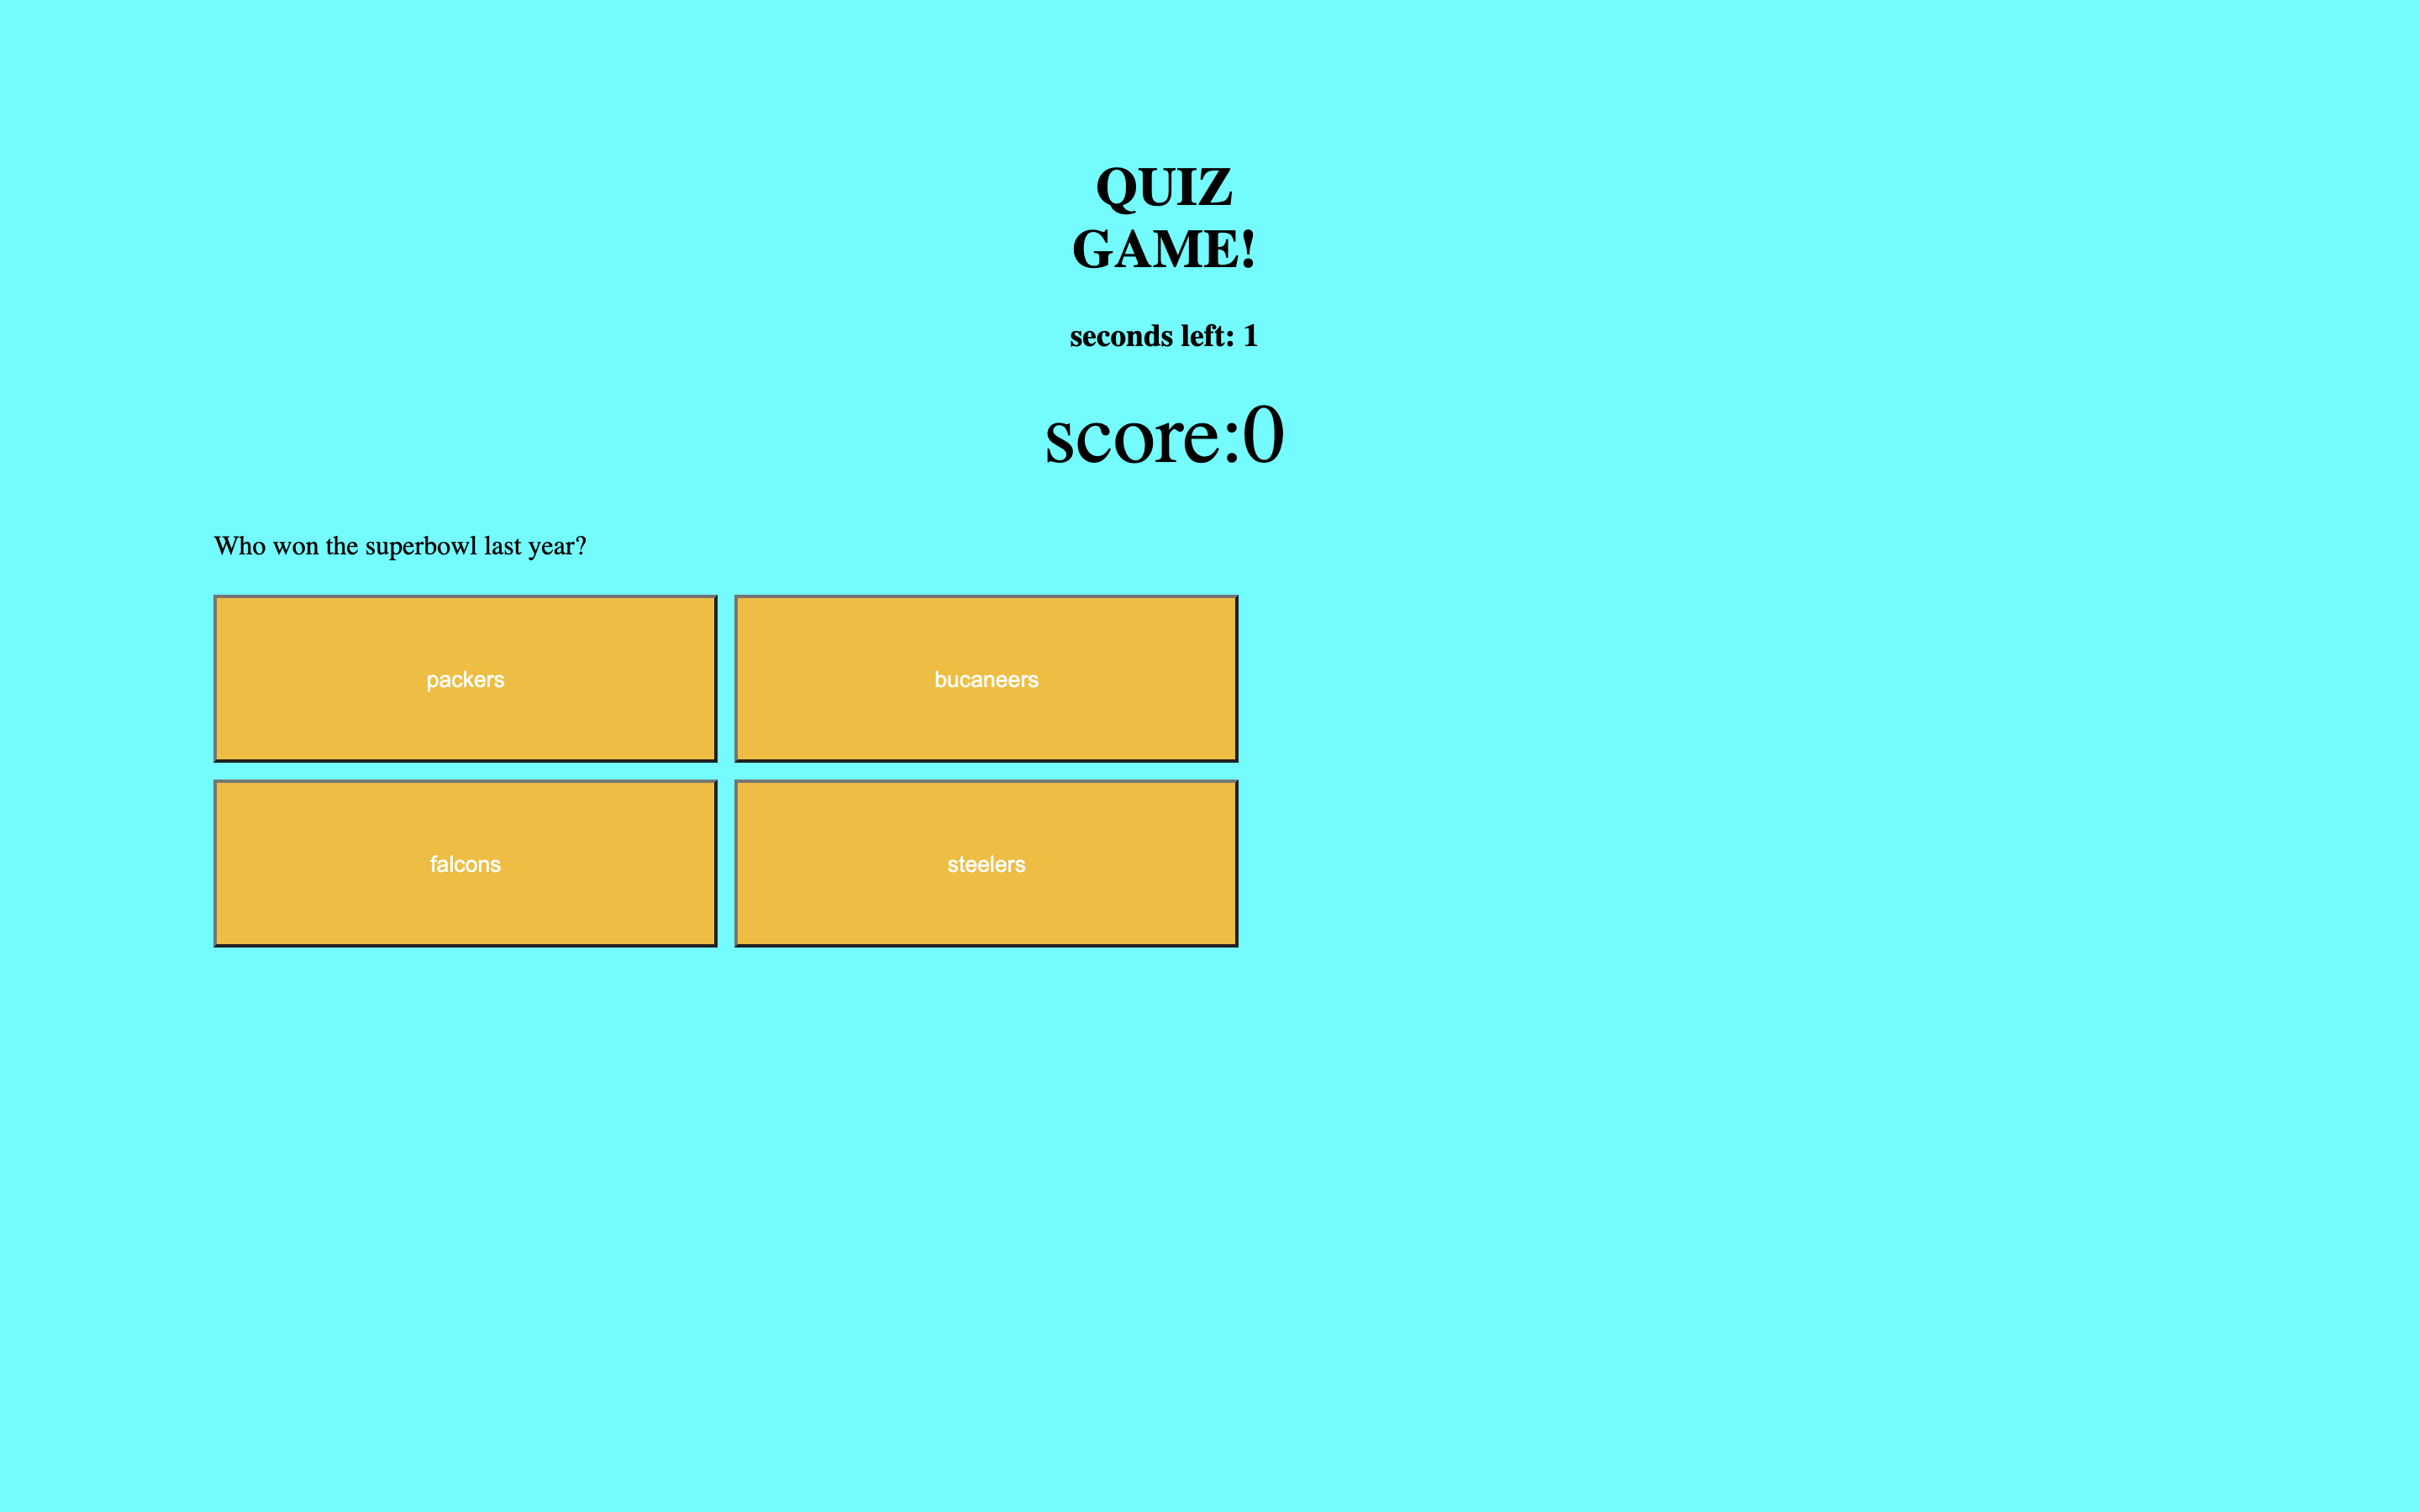 QUIZ
GAME!
seconds left: 1
score:0
Who won the superbowl last year?
packers
bucaneers
falcons
steelers